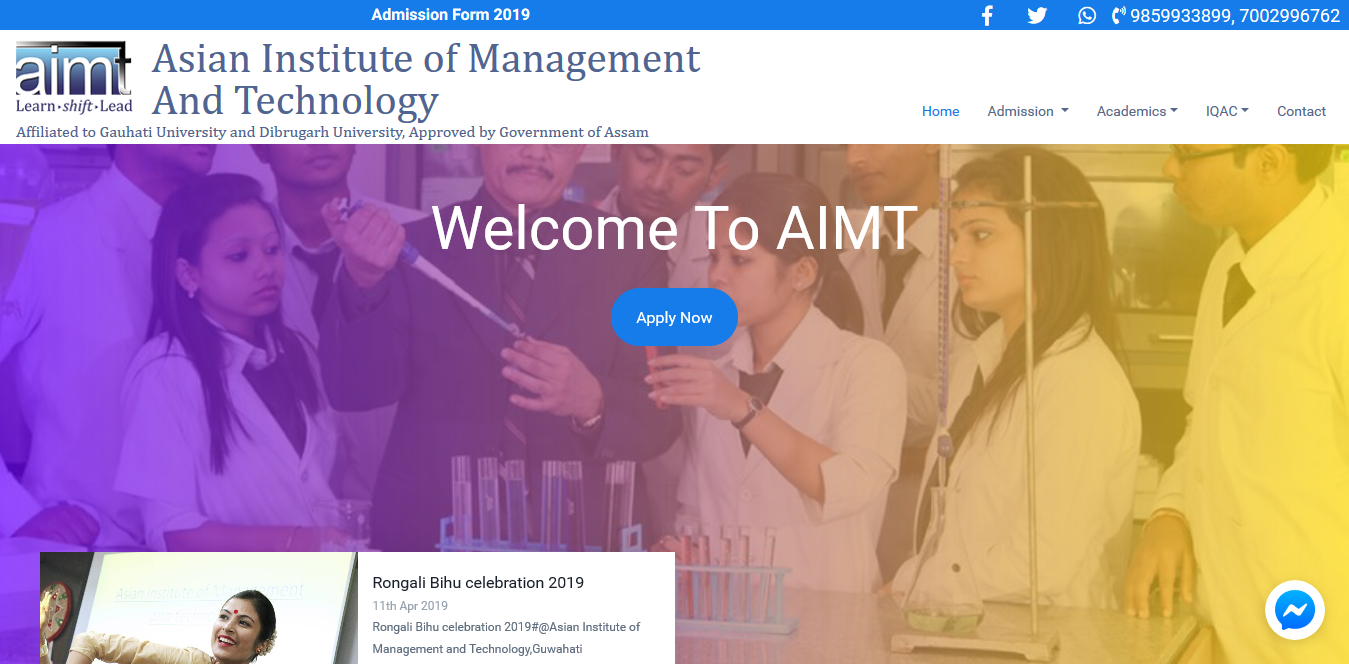 Admission Form 2019
9859933899, 7002996762
aimt
Learn·shift·Lead
Asian Institute of Management
And Technology
Affiliated to Gauhati University and Dibrugarh University, Approved by Government of Assam
Home Admission Academics IQAC Contact
Welcome To AIMT
Apply Now
Asian Institute of Management
Rongali Bihu celebration 2019
11th Apr 2019
Rongali Bihu celebration 2019#@Asian Institute of
Management and Technology,Guwahati